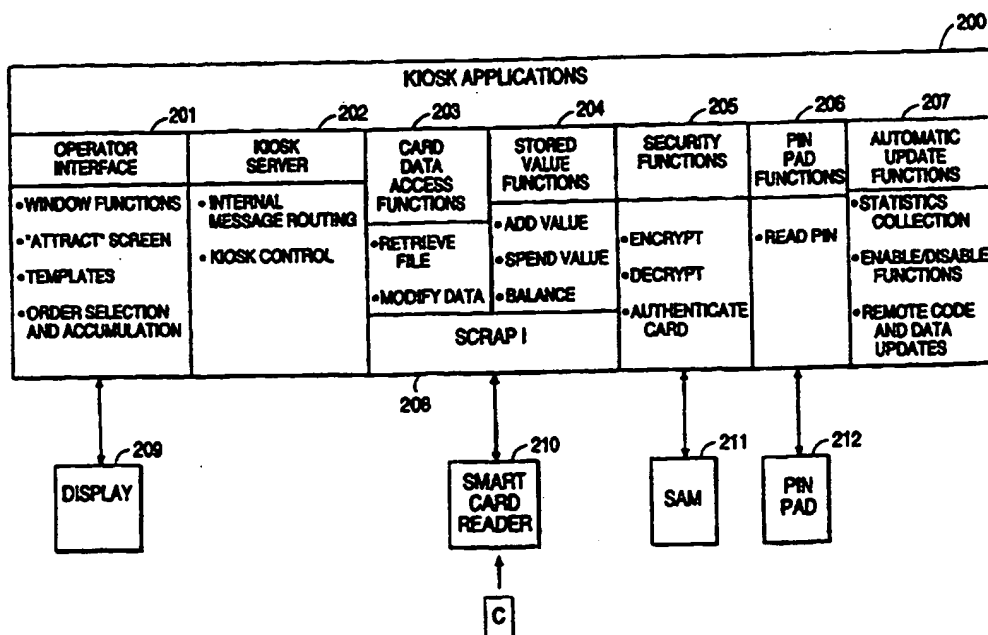 200
KIOSK APPLICATIONS
201
202
203
204
205
206
207
OPERATOR
INTERFACE
•WINDOW FUNCTIONS
•"ATTRACT" SCREEN
•TEMPLATES
•ORDER SELECTION
AND ACCUMULATION
KIOSK
SERVER
•INTERNAL
MESSAGE ROUTING
•KIOSK CONTROL
CARD
DATA
ACCESS
FUNCTIONS
•RETRIEVE
FILE
•MODIFY DATA
STORED
VALUE
FUNCTIONS
•ADD VALUE
•SPEND VALUE
•BALANCE
SCRAP I
208
SECURITY
FUNCTIONS
•ENCRYPT
•DECRYPT
•AUTHENTICATE
CARD
PIN
PAD
FUNCTIONS
•READ PIN
AUTOMATIC
UPDATE
FUNCTIONS
•STATISTICS
COLLECTION
•ENABLE/DISABLE
FUNCTIONS
•REMOTE CODE
AND DATA
UPDATES
209
DISPLAY
210
SMART
CARD
READER
211
SAM
212
PIN
PAD
C